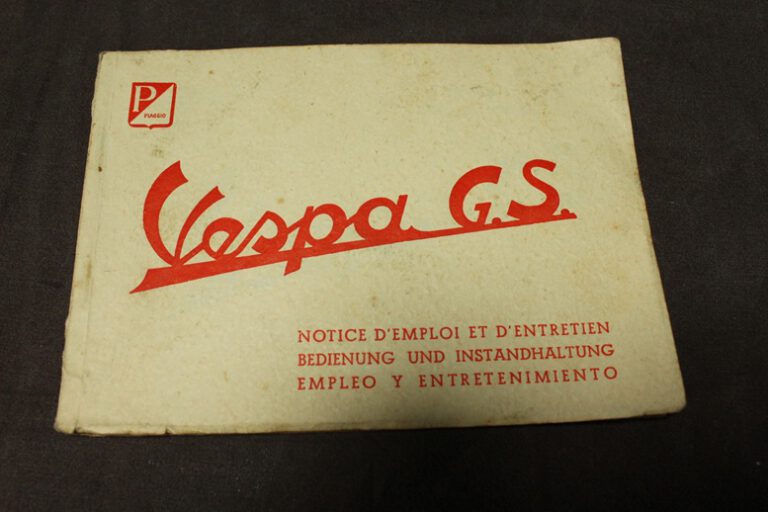 P
PIAGGIO
Vespa G.S.
NOTICE D'EMPLOI ET D'ENTRETIEN
BEDIENUNG UND INSTANDHALTUNG
EMPLEO Y ENTRETENIMIENTO